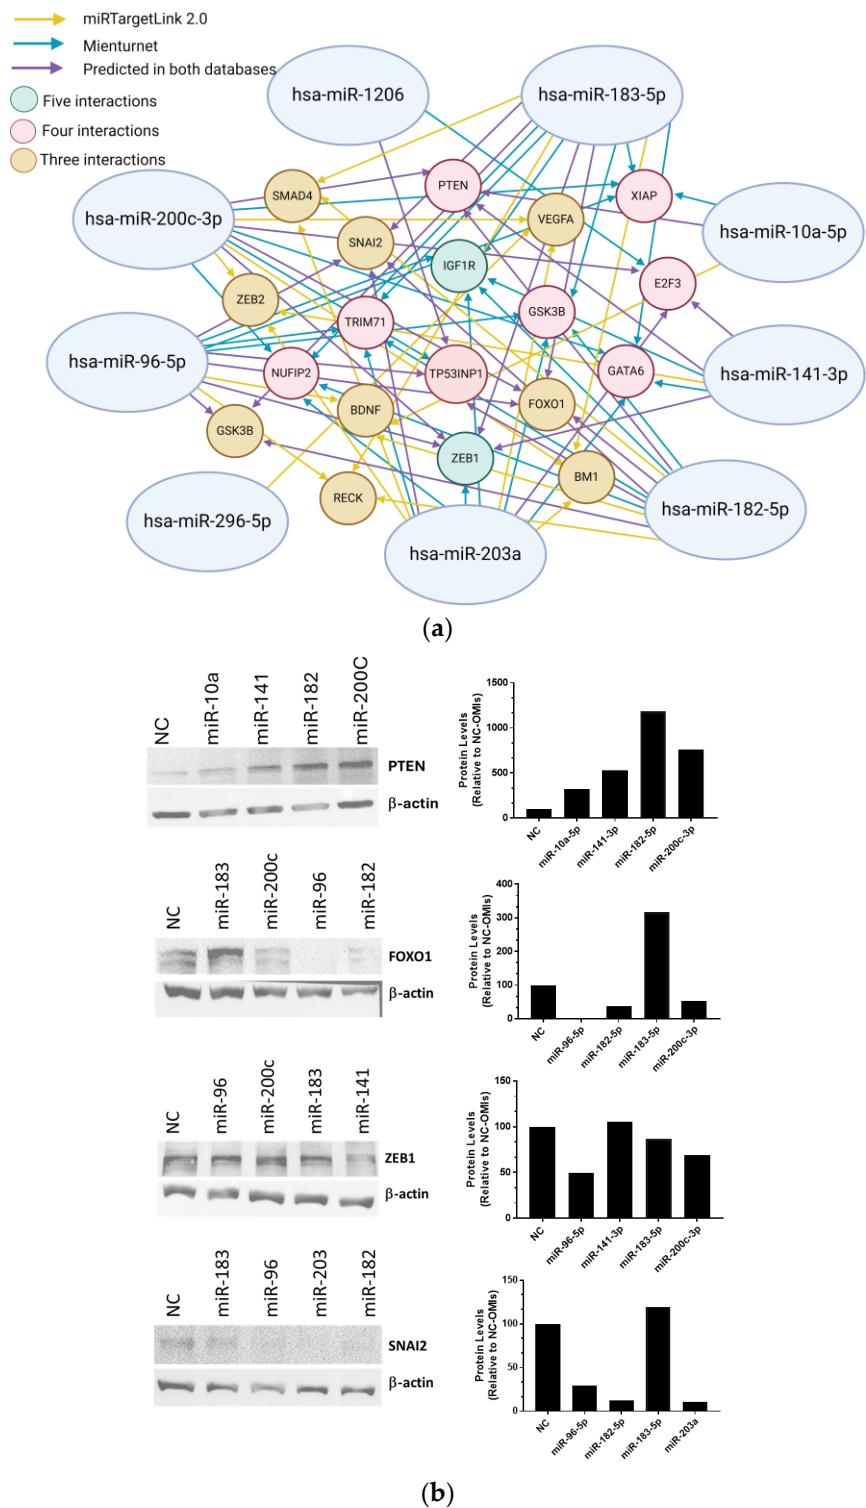 miRTargetLink 2.0
Mienturnet
Predicted in both databases
Five interactions
Four interactions
Three interactions
hsa-miR-1206
hsa-miR-183-5p
hsa-miR-200c-3p
hsa-miR-10a-5p
hsa-miR-96-5p
hsa-miR-141-3p
hsa-miR-296-5p
hsa-miR-203a
hsa-miR-182-5p
SMAD4
PTEN
XIAP
VEGFA
SNAI2
IGF1R
E2F3
ZEB2
TRIM71
GSK3B
NUFIP2
TP53INP1
GATA6
BDNF
FOXO1
GSK3B
ZEB1
BM1
RECK
(a)
NC
miR-10a
miR-141
miR-182
miR-200C
PTEN
β-actin
Protein Levels
(Relative to NC-OMIs)
1500
1000
500
0
NC
miR-10a-5p
miR-141-3p
miR-182-5p
miR-200c-3p
NC
miR-183
miR-200c
miR-96
miR-182
FOXO1
β-actin
Protein Levels
(Relative to NC-OMIs)
400
300
200
100
0
NC
miR-96-5p
miR-182-5p
miR-183-5p
miR-200c-3p
NC
miR-96
miR-200c
miR-183
miR-141
ZEB1
β-actin
Protein Levels
(Relative to NC-OMIs)
150
100
50
0
NC
miR-96-5p
miR-141-3p
miR-183-5p
miR-200c-3p
NC
miR-183
miR-96
miR-203
miR-182
SNAI2
β-actin
Protein Levels
(Relative to NC-OMIs)
150
100
50
0
NC
miR-96-5p
miR-182-5p
miR-183-5p
miR-203a
(b)